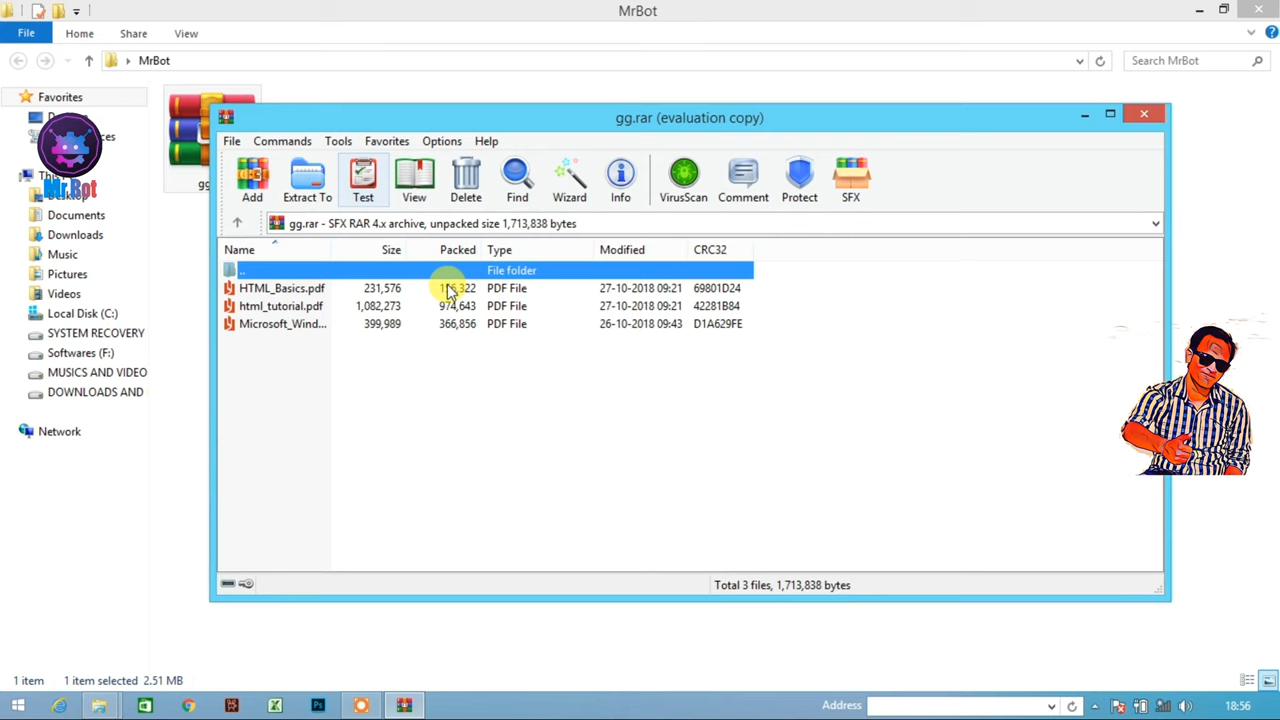 MrBot
File Home Share View
MrBot
Search MrBot
Favorites
Mr Bot
Desktop
Documents
Downloads
Music
Pictures
Videos
Local Disk (C:)
SYSTEM RECOVERY
Softwares (F:)
MUSICS AND VIDEO
DOWNLOADS AND
Network
gg.rar (evaluation copy)
File Commands Tools Favorites Options Help
Add Extract To Test View Delete Find Wizard Info VirusScan Comment Protect SFX
gg.rar - SFX RAR 4.x archive, unpacked size 1,713,838 bytes
Name Size Packed Type Modified CRC32
.. File folder
HTML_Basics.pdf 231,576 PDF File 27-10-2018 09:21 69801D24
html_tutorial.pdf 1,082,273 974,643 PDF File 27-10-2018 09:21 42281B84
Microsoft_Wind... 399,989 366,856 PDF File 26-10-2018 09:43 D1A629FE
Total 3 files, 1,713,838 bytes
1 item 1 item selected 2.51 MB
Address
18:56